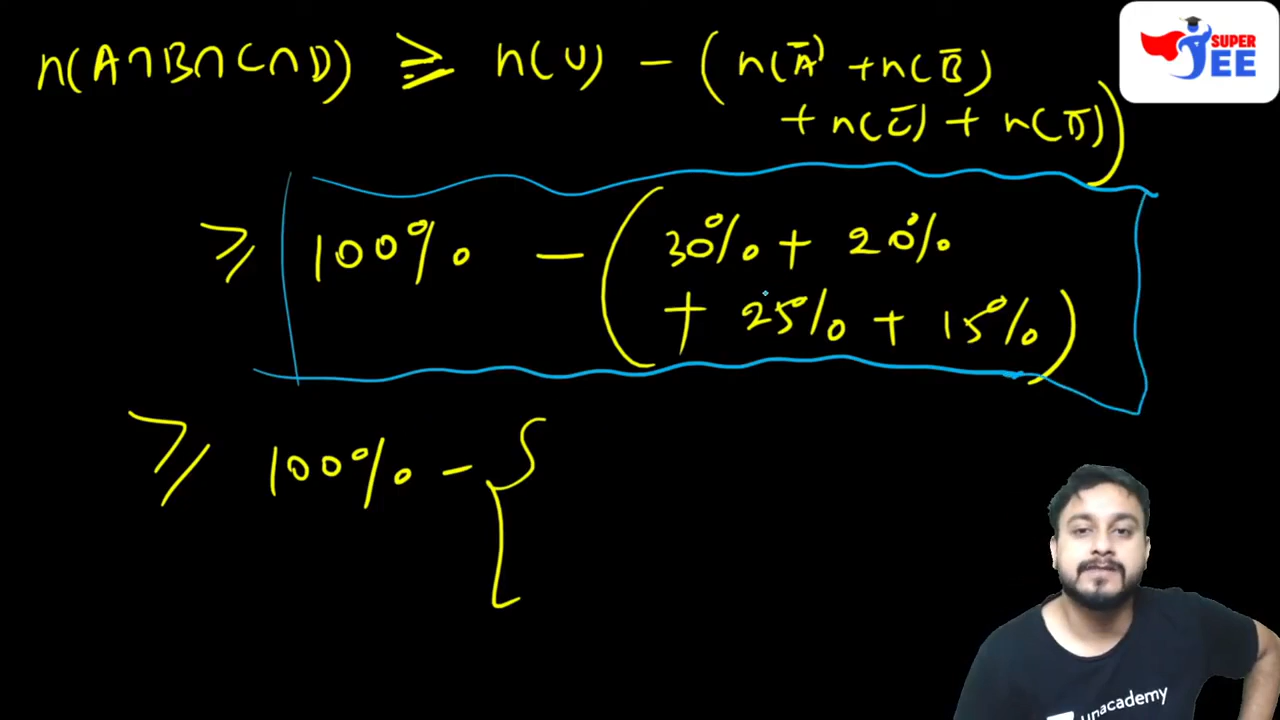 n(A∩B∩C∩D) ≥ n(U) - (n(Ā) + n(B̄)
+ n(C̄) + n(D̄))
≥ 100% - (30% + 20%
+ 25% + 15%)
≥ 100% - {
SUPER
JEE
unacademy